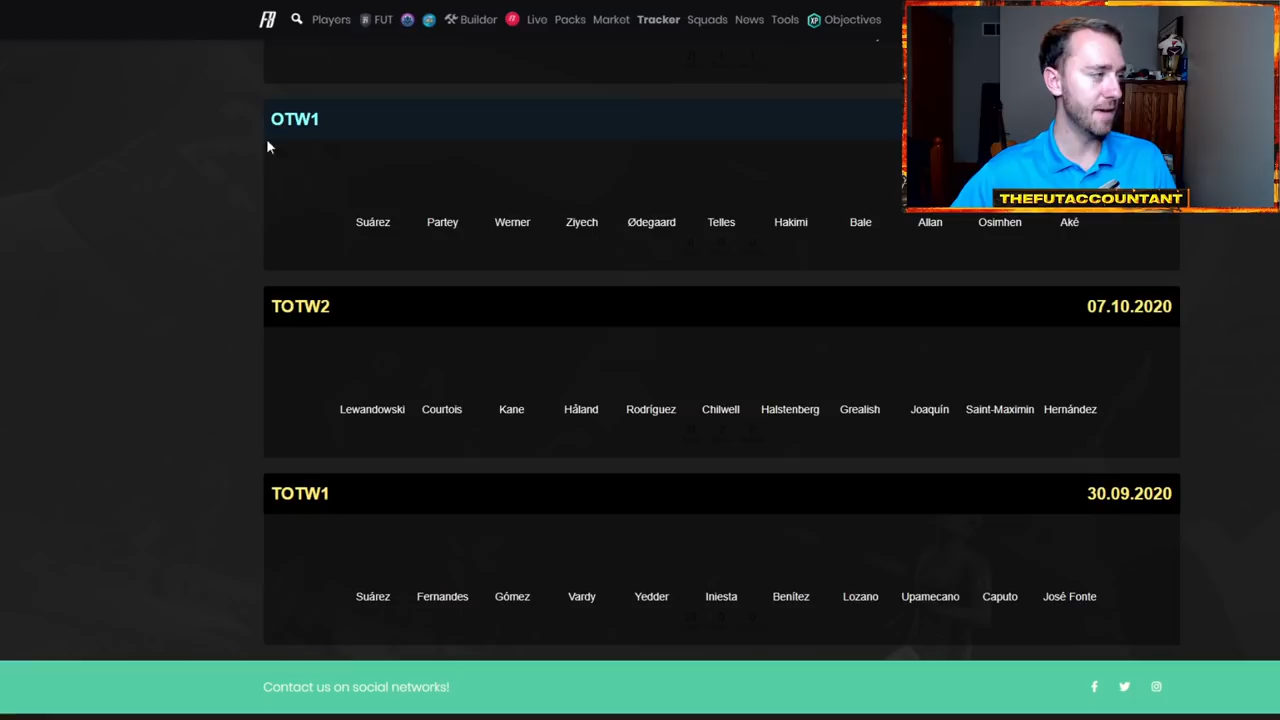 Players FUT Builder Live Packs Market Tracker Squads News Tools XP Objectives
OTW1
Suárez Partey Werner Ziyech Ødegaard Telles Hakimi Bale Allan Osimhen Aké
TOTW2 07.10.2020
Lewandowski Courtois Kane Håland Rodríguez Chilwell Halstenberg Grealish Joaquín Saint-Maximin Hernández
TOTW1 30.09.2020
Suárez Fernandes Gómez Vardy Yedder Iniesta Benítez Lozano Upamecano Caputo José Fonte
Contact us on social networks!
THEFUTACCOUNTANT